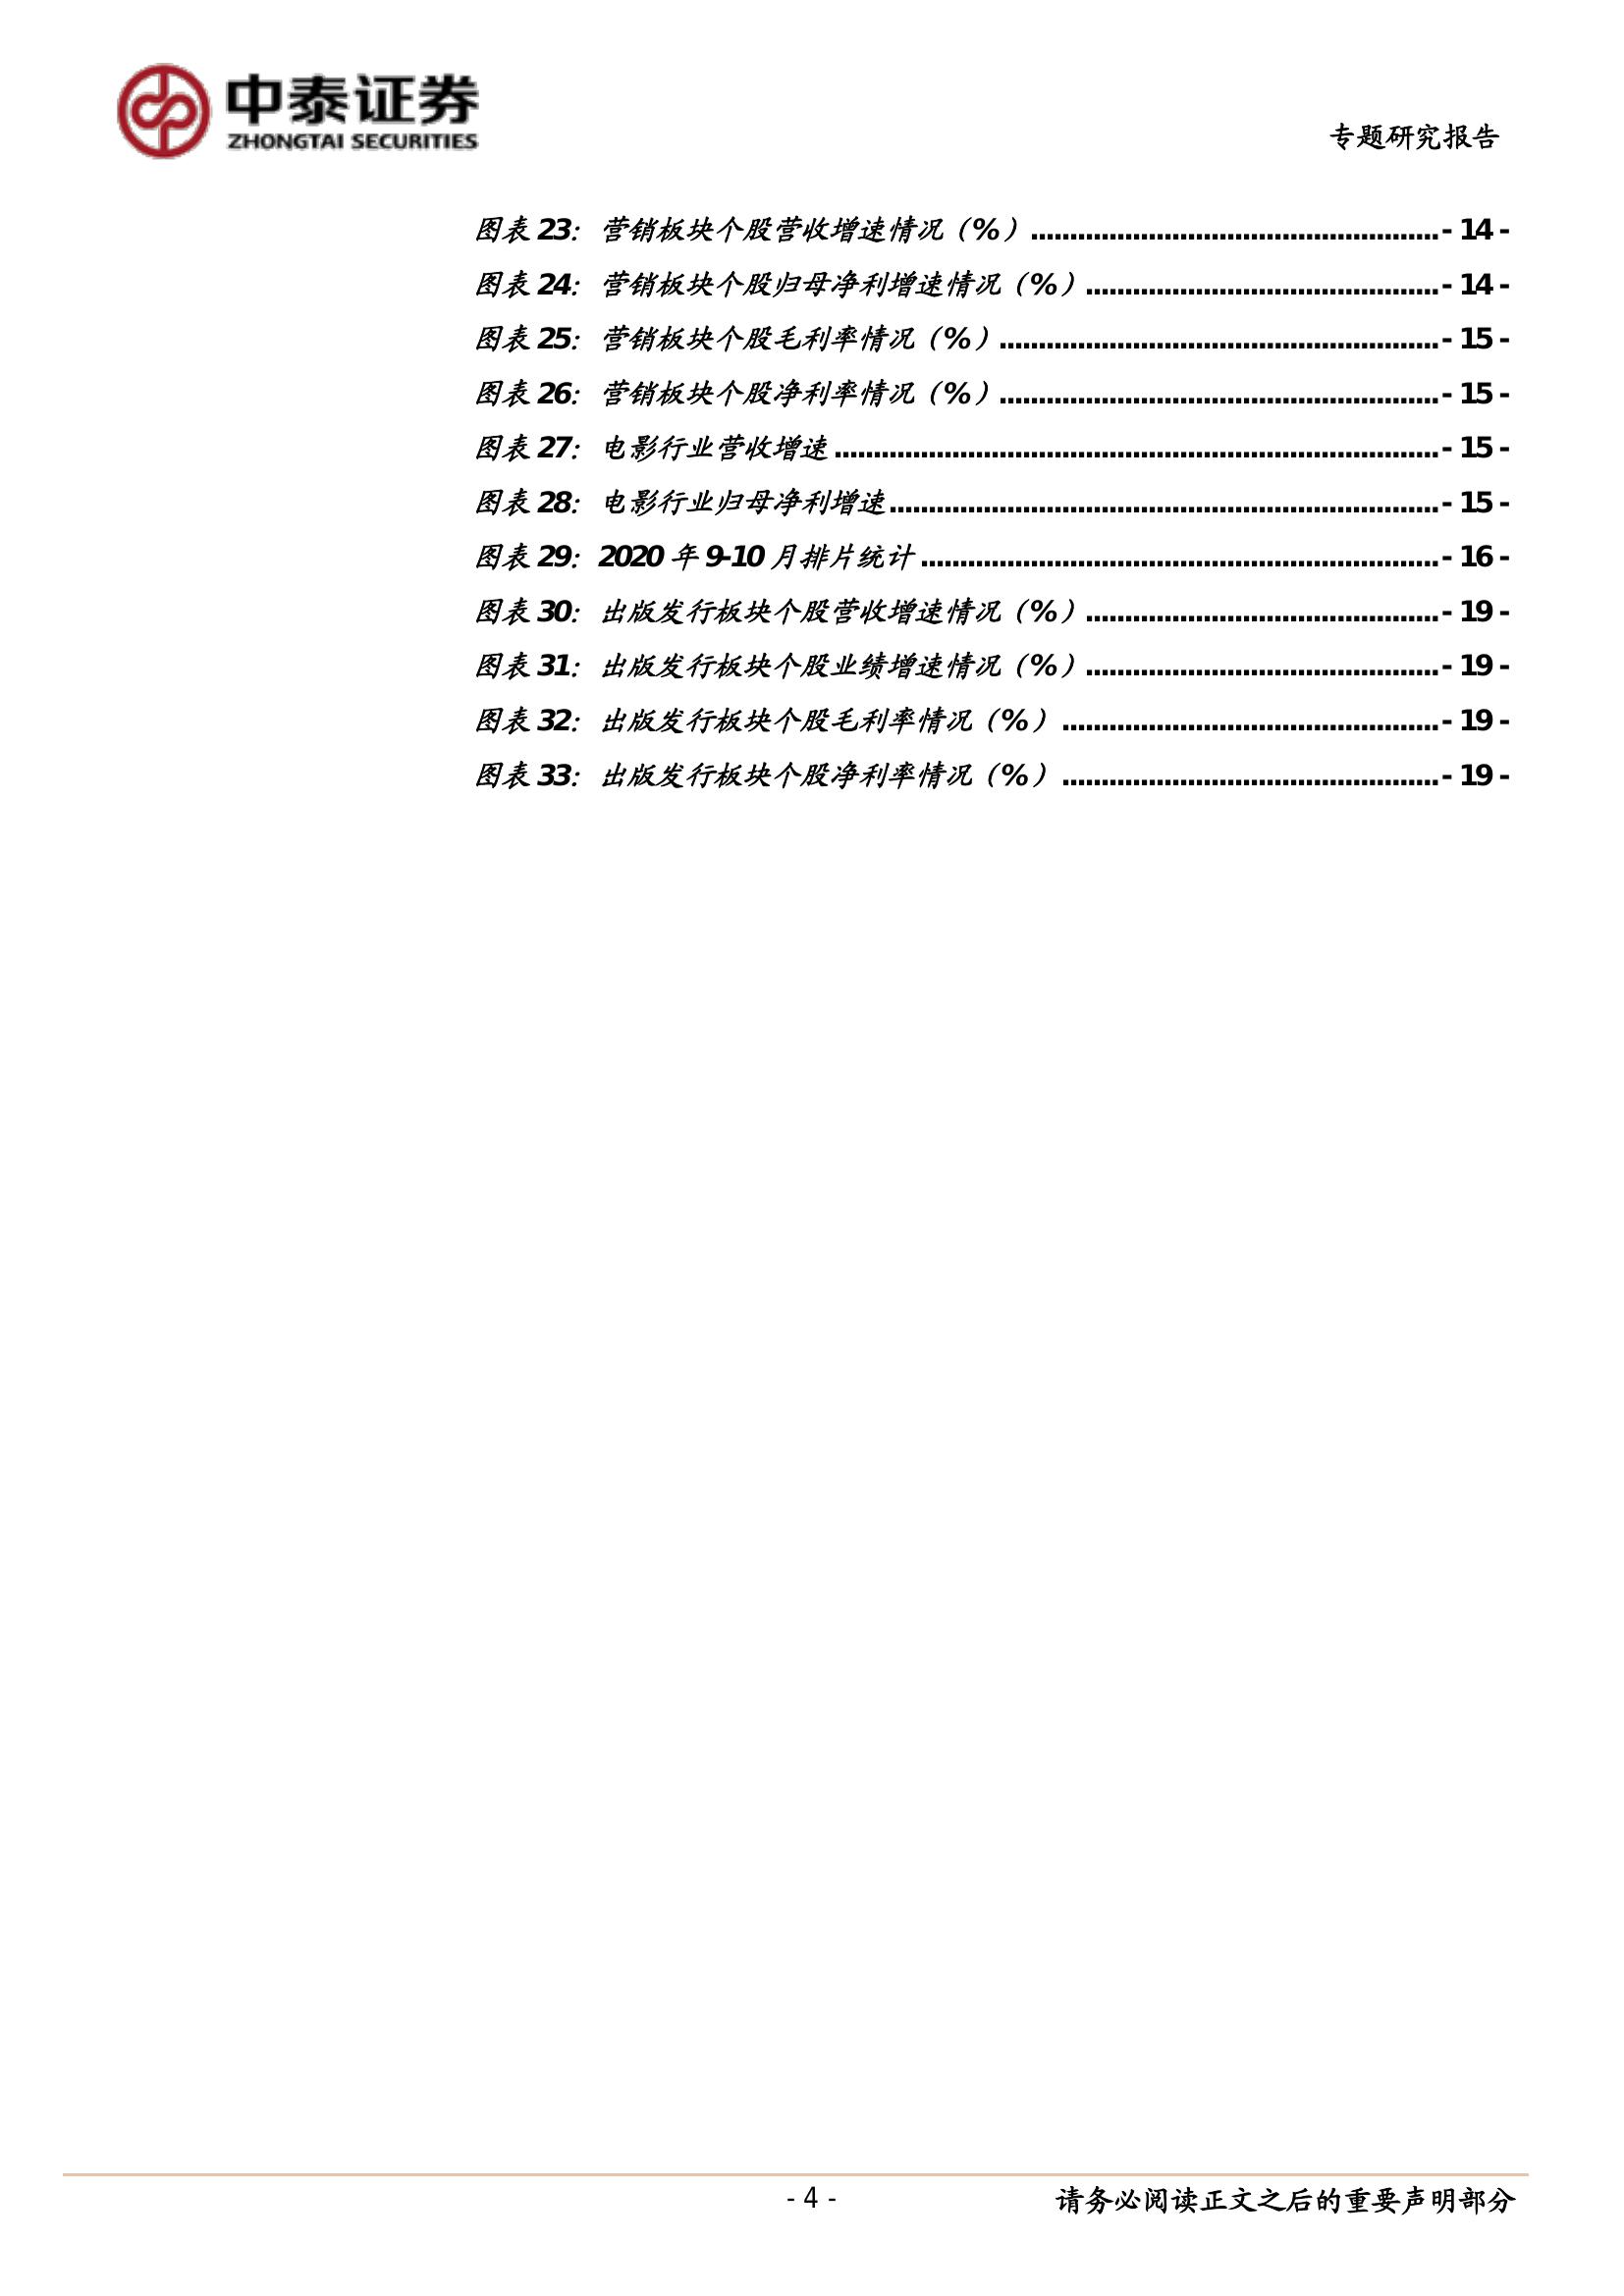 中泰证券
ZHONGTAI SECURITIES
专题研究报告
图表 23： 营销板块个股营收增速情况（%）....................................................- 14 -
图表 24： 营销板块个股归母净利增速情况（%）.............................................- 14 -
图表 25： 营销板块个股毛利率情况（%）........................................................- 15 -
图表 26： 营销板块个股净利率情况（%）........................................................- 15 -
图表 27： 电影行业营收增速.............................................................................- 15 -
图表 28： 电影行业归母净利增速......................................................................- 15 -
图表 29：2020 年 9-10 月排片统计..................................................................- 16 -
图表 30： 出版发行板块个股营收增速情况（%）.............................................- 19 -
图表 31： 出版发行板块个股业绩增速情况（%）.............................................- 19 -
图表 32： 出版发行板块个股毛利率情况（%）................................................- 19 -
图表 33： 出版发行板块个股净利率情况（%）................................................- 19 -
- 4 -
请务必阅读正文之后的重要声明部分